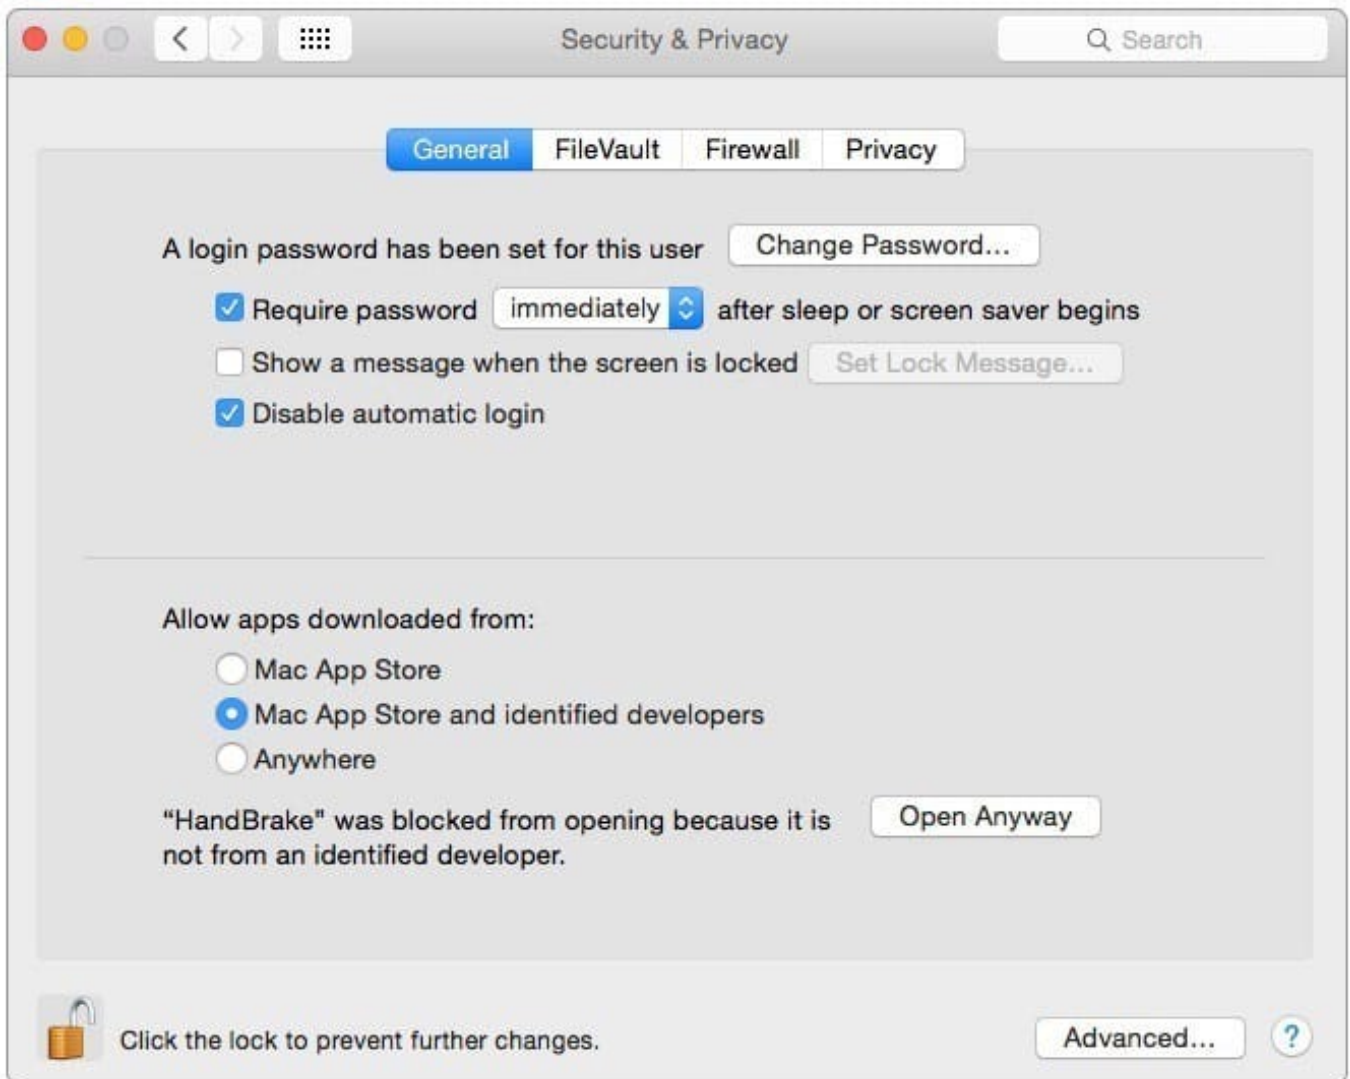 Security & Privacy
Search
General FileVault Firewall Privacy
A login password has been set for this user Change Password...
Require password immediately after sleep or screen saver begins
Show a message when the screen is locked Set Lock Message...
Disable automatic login
Allow apps downloaded from:
Mac App Store
Mac App Store and identified developers
Anywhere
“HandBrake" was blocked from opening because it is Open Anyway
not from an identified developer.
Click the lock to prevent further changes. Advanced... ?